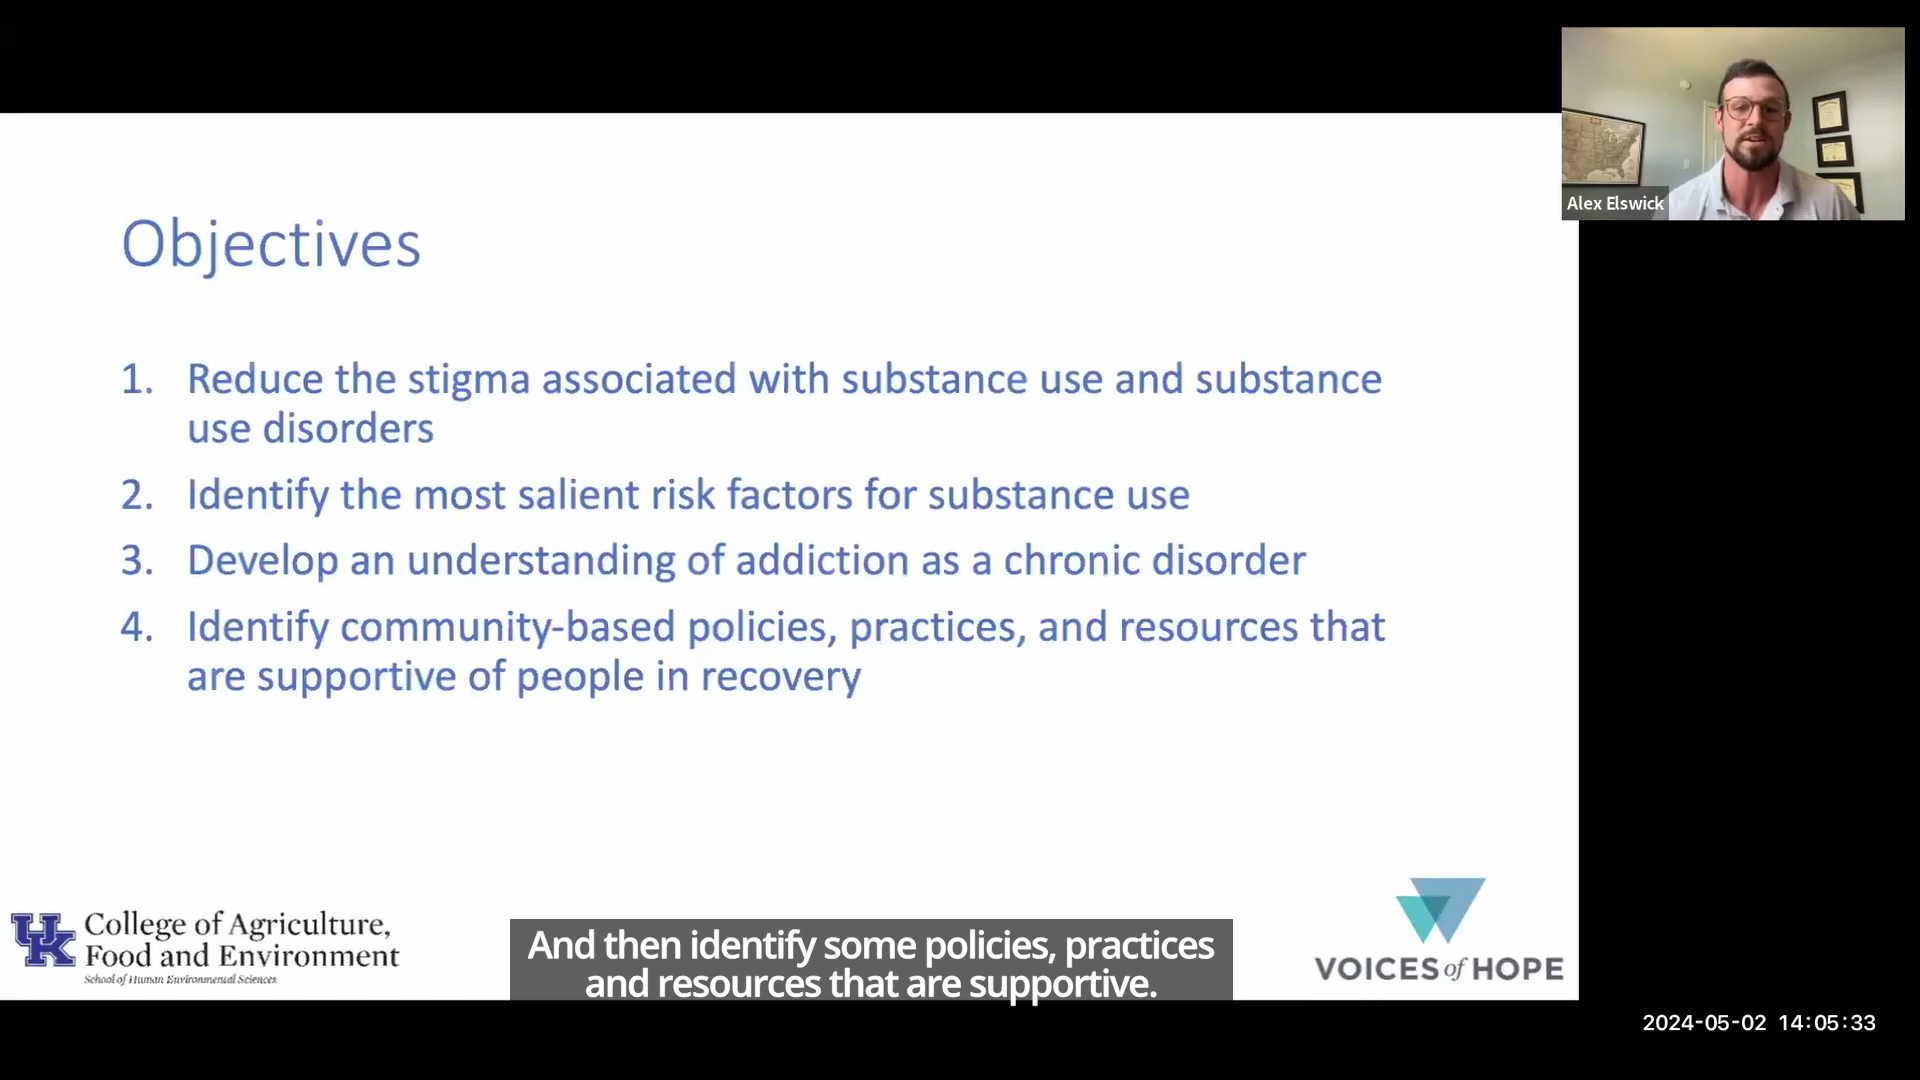 Alex Elswick
Objectives
1. Reduce the stigma associated with substance use and substance
use disorders
2. Identify the most salient risk factors for substance use
3. Develop an understanding of addiction as a chronic disorder
4. Identify community-based policies, practices, and resources that
are supportive of people in recovery
UK
College of Agriculture,
Food and Environment
School of Human Environmental Sciences
And then identify some policies, practices
and resources that are supportive.
VOICES of HOPE
2024-05-02 14:05:33